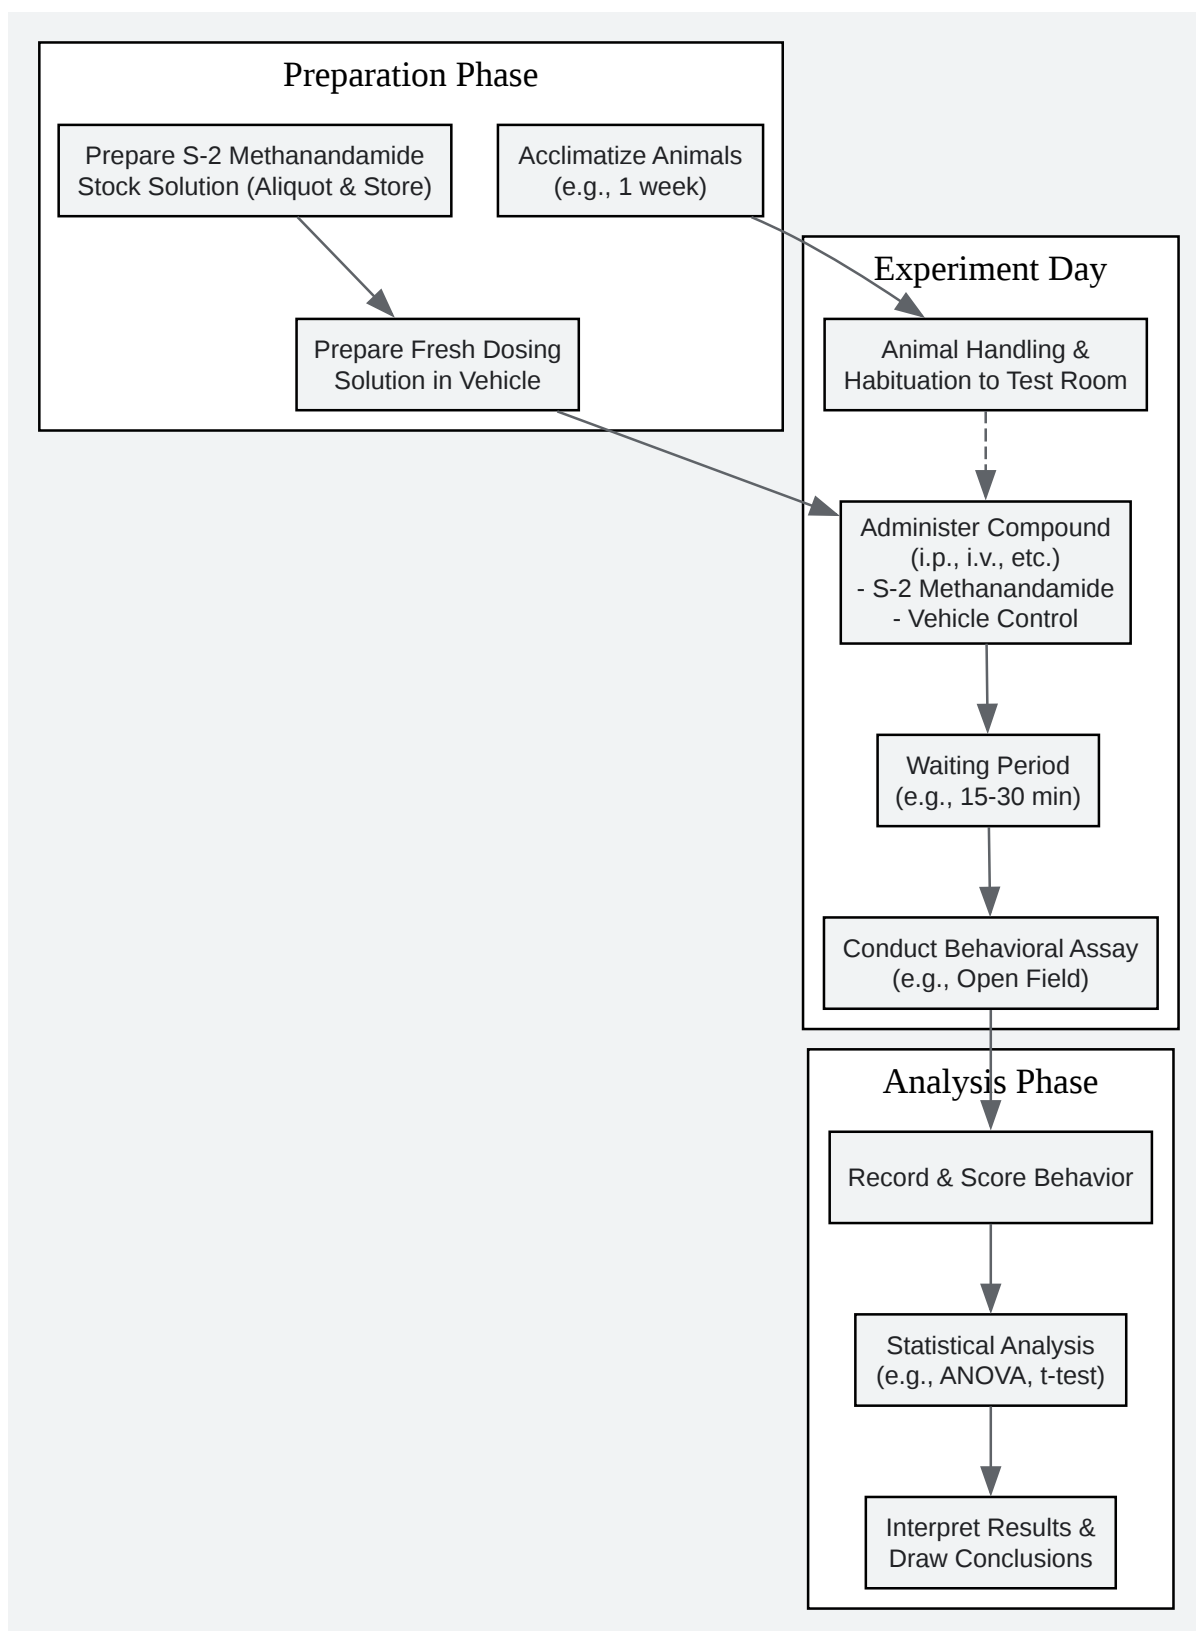 Preparation Phase
Prepare S-2 Methanandamide
Stock Solution (Aliquot & Store)
Acclimatize Animals
(e.g., 1 week)
Prepare Fresh Dosing
Solution in Vehicle
Experiment Day
Animal Handling &
Habituation to Test Room
Administer Compound
(i.p., i.v., etc.)
- S-2 Methanandamide
- Vehicle Control
Waiting Period
(e.g., 15-30 min)
Conduct Behavioral Assay
(e.g., Open Field)
Analysis Phase
Record & Score Behavior
Statistical Analysis
(e.g., ANOVA, t-test)
Interpret Results &
Draw Conclusions